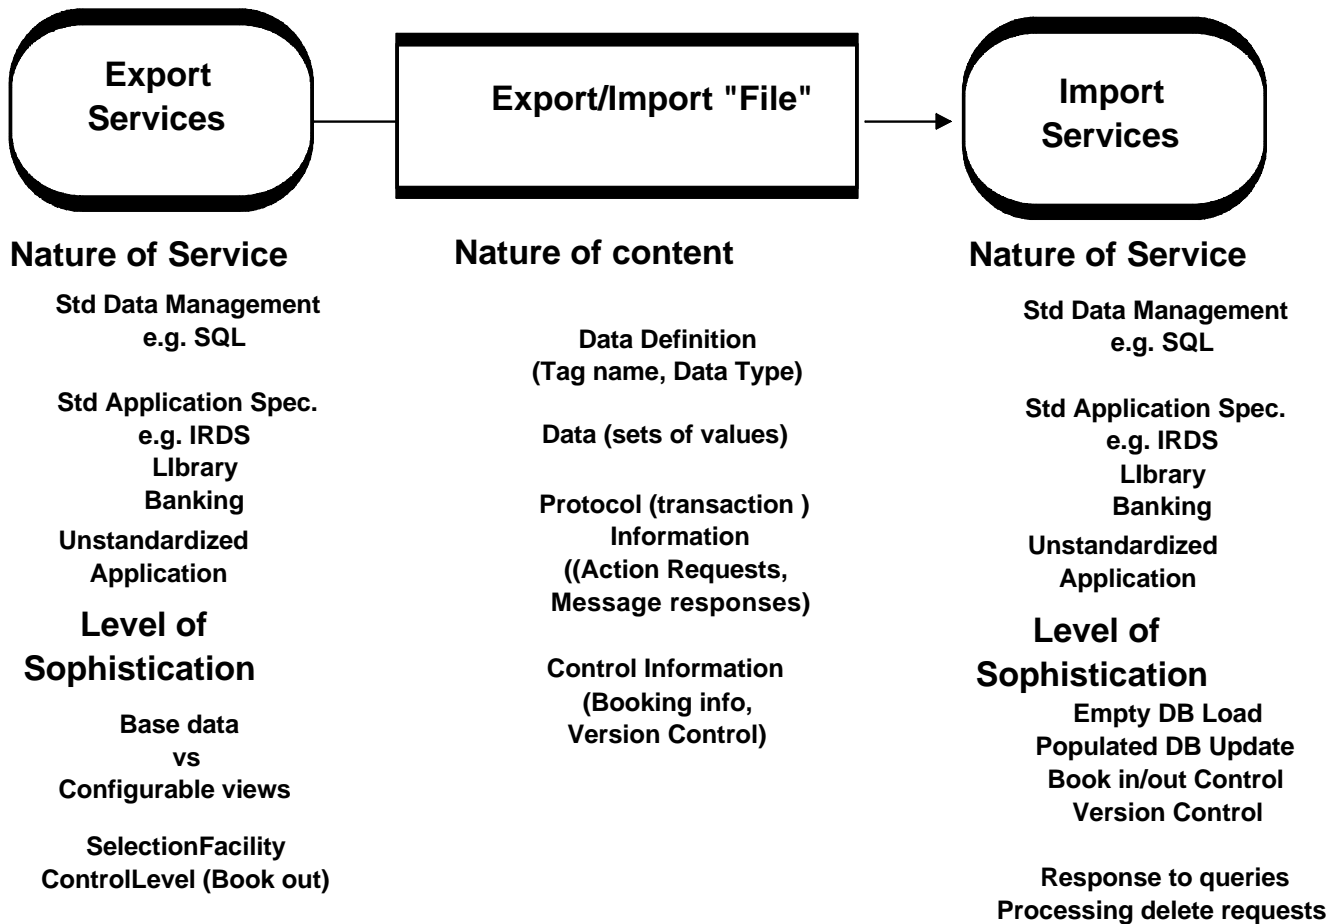 Export
Services
Export/Import "File"
Import
Services
Nature of Service
Std Data Management
e.g. SQL
Std Application Spec.
e.g. IRDS
LIbrary
Banking
Unstandardized
Application
Level of
Sophistication
Base data
vs
Configurable views
SelectionFacility
ControlLevel (Book out)
Nature of content
Data Definition
(Tag name, Data Type)
Data (sets of values)
Protocol (transaction )
Information
((Action Requests,
Message responses)
Control Information
(Booking info,
Version Control)
Nature of Service
Std Data Management
e.g. SQL
Std Application Spec.
e.g. IRDS
LIbrary
Banking
Unstandardized
Application
Level of
Sophistication
Empty DB Load
Populated DB Update
Book in/out Control
Version Control
Response to queries
Processing delete requests